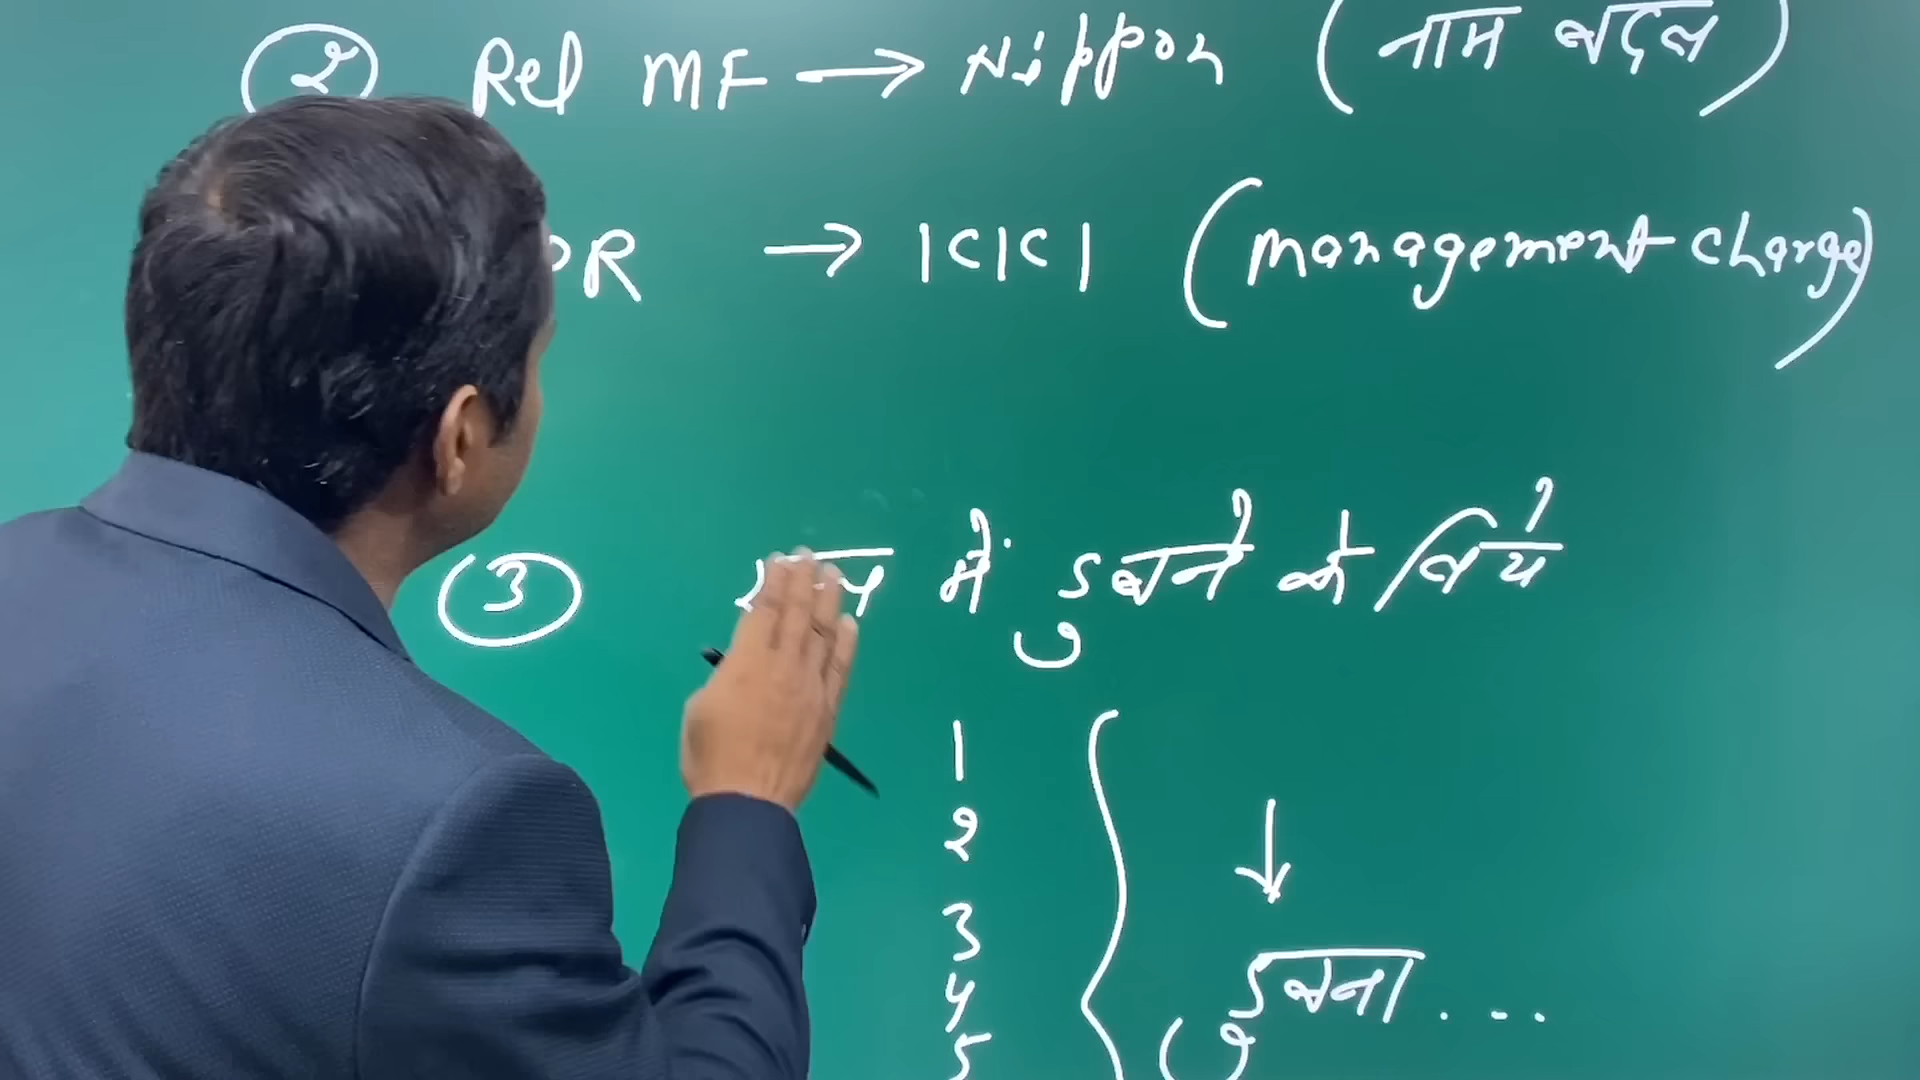 2 Rel MF → Nippon (नाम बदल)
→ ICICI (management charge)
3 में डूबने के लिये
1
2
3
4
5
↓
डूबना ...